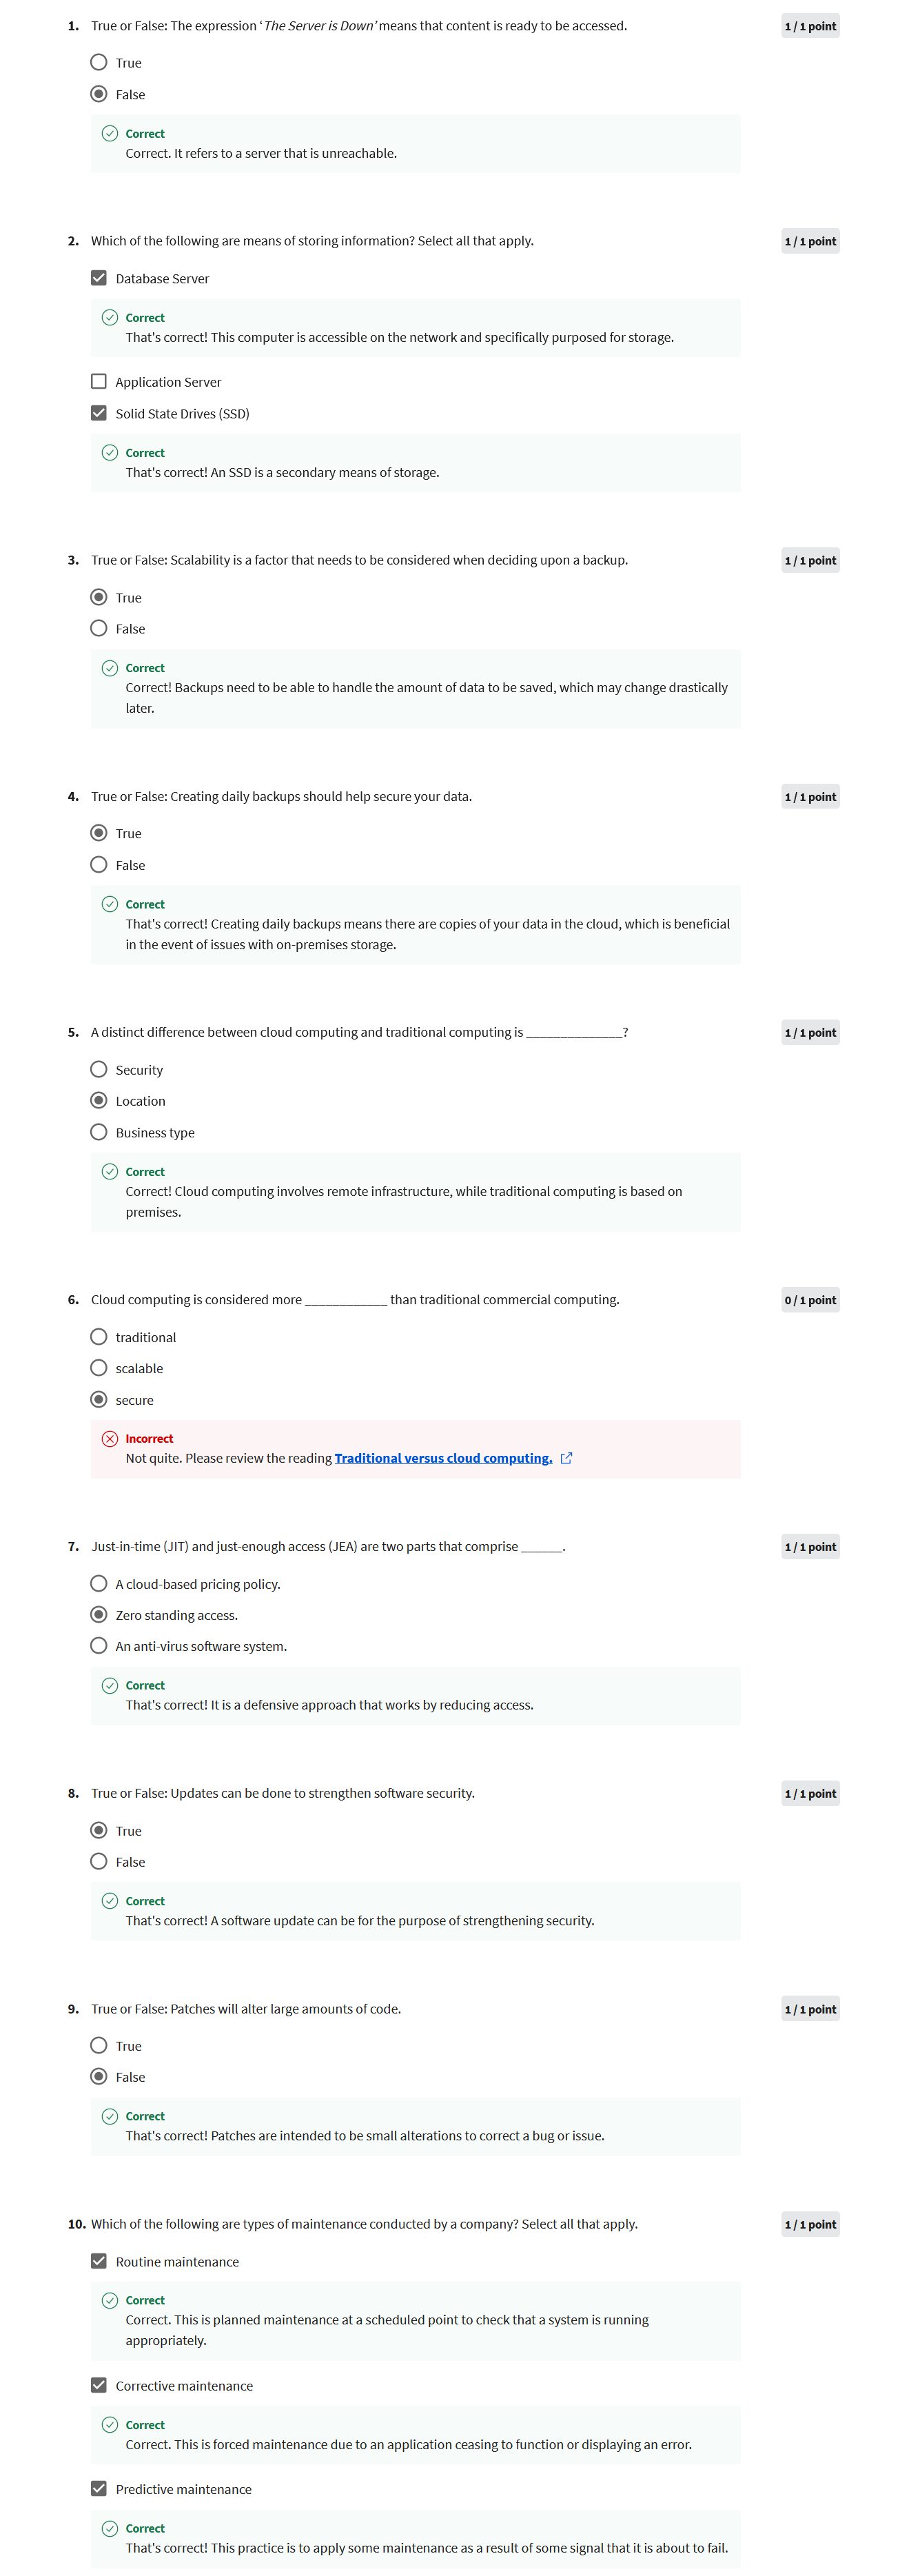 1. True or False: The expression ‘The Server is Down’ means that content is ready to be accessed.
1 / 1 point
True
False
Correct
Correct. It refers to a server that is unreachable.
2. Which of the following are means of storing information? Select all that apply.
1 / 1 point
Database Server
Correct
That's correct! This computer is accessible on the network and specifically purposed for storage.
Application Server
Solid State Drives (SSD)
Correct
That's correct! An SSD is a secondary means of storage.
3. True or False: Scalability is a factor that needs to be considered when deciding upon a backup.
1 / 1 point
True
False
Correct
Correct! Backups need to be able to handle the amount of data to be saved, which may change drastically
later.
4. True or False: Creating daily backups should help secure your data.
1 / 1 point
True
False
Correct
That's correct! Creating daily backups means there are copies of your data in the cloud, which is beneficial
in the event of issues with on-premises storage.
5. A distinct difference between cloud computing and traditional computing is ______________?
1 / 1 point
Security
Location
Business type
Correct
Correct! Cloud computing involves remote infrastructure, while traditional computing is based on
premises.
6. Cloud computing is considered more ____________ than traditional commercial computing.
0 / 1 point
traditional
scalable
secure
Incorrect
Not quite. Please review the reading Traditional versus cloud computing.
7. Just-in-time (JIT) and just-enough access (JEA) are two parts that comprise ______.
1 / 1 point
A cloud-based pricing policy.
Zero standing access.
An anti-virus software system.
Correct
That's correct! It is a defensive approach that works by reducing access.
8. True or False: Updates can be done to strengthen software security.
1 / 1 point
True
False
Correct
That's correct! A software update can be for the purpose of strengthening security.
9. True or False: Patches will alter large amounts of code.
1 / 1 point
True
False
Correct
That's correct! Patches are intended to be small alterations to correct a bug or issue.
10. Which of the following are types of maintenance conducted by a company? Select all that apply.
1 / 1 point
Routine maintenance
Correct
Correct. This is planned maintenance at a scheduled point to check that a system is running
appropriately.
Corrective maintenance
Correct
Correct. This is forced maintenance due to an application ceasing to function or displaying an error.
Predictive maintenance
Correct
That's correct! This practice is to apply some maintenance as a result of some signal that it is about to fail.